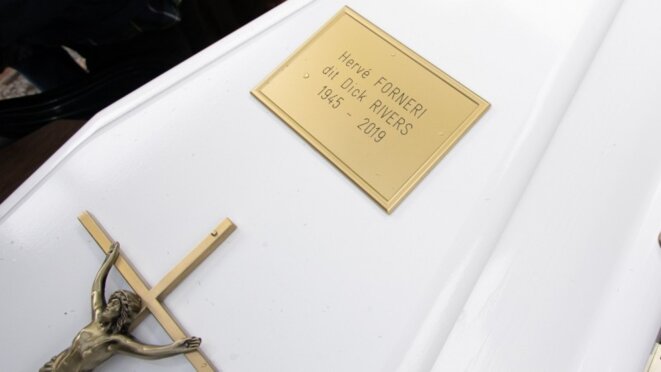 Hervé FORNERI
dit Dick RIVERS
1945 - 2019